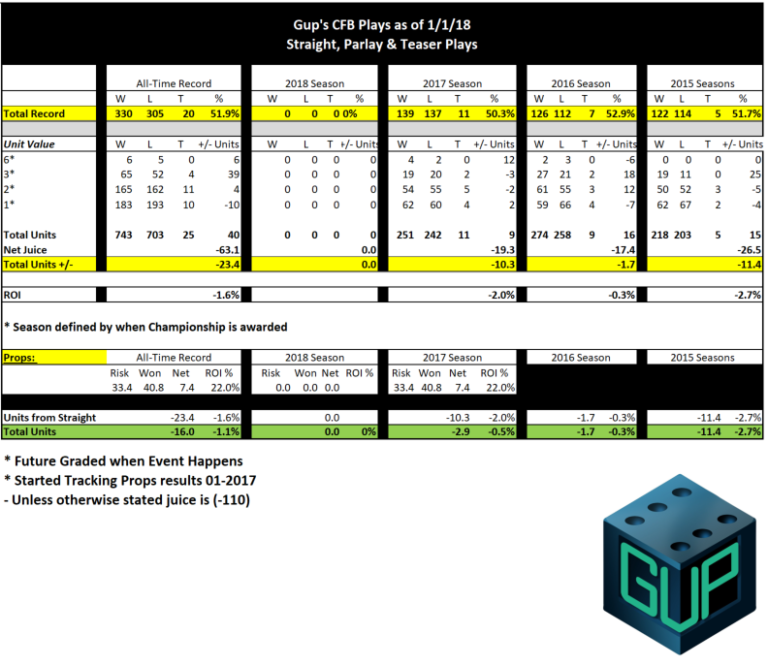 Gup's CFB Plays as of 1/1/18
Straight, Parlay & Teaser Plays
All-Time Record 2018 Season 2017 Season 2016 Season 2015 Seasons
W L T % W L T % W L T % W L T % W L T %
Total Record 330 305 20 51.9% 0 0 0 0% 139 137 11 50.3% 126 112 7 52.9% 122 114 5 51.7%
Unit Value W L T +/- Units W L T +/- Units W L T +/- Units W L T +/- Units W L T +/- Units
6* 6 5 0 6 0 0 0 0 4 2 0 12 2 3 0 -6 0 0 0 0
3* 65 52 4 39 0 0 0 0 19 20 2 -3 27 21 2 18 19 11 0 25
2* 165 162 11 4 0 0 0 0 54 55 5 -2 61 55 3 12 50 52 3 -5
1* 183 193 10 -10 0 0 0 0 62 60 4 2 59 66 4 -7 62 67 2 -4
Total Units 743 703 25 40 0 0 0 0 251 242 11 9 274 258 9 16 218 203 5 15
Net Juice -63.1 0.0 -19.3 -17.4 -26.5
Total Units +/- -23.4 0.0 -10.3 -1.7 -11.4
ROI -1.6% -2.0% -0.3% -2.7%
* Season defined by when Championship is awarded
Props: All-Time Record 2018 Season 2017 Season 2016 Season 2015 Seasons
Risk Won Net ROI % Risk Won Net ROI % Risk Won Net ROI %
33.4 40.8 7.4 22.0% 0.0 0.0 0.0 33.4 40.8 7.4 22.0%
Units from Straight -23.4 -1.6% 0.0 -10.3 -2.0% -1.7 -0.3% -11.4 -2.7%
Total Units -16.0 -1.1% 0.0 0% -2.9 -0.5% -1.7 -0.3% -11.4 -2.7%
* Future Graded when Event Happens
* Started Tracking Props results 01-2017
- Unless otherwise stated juice is (-110)
GUP